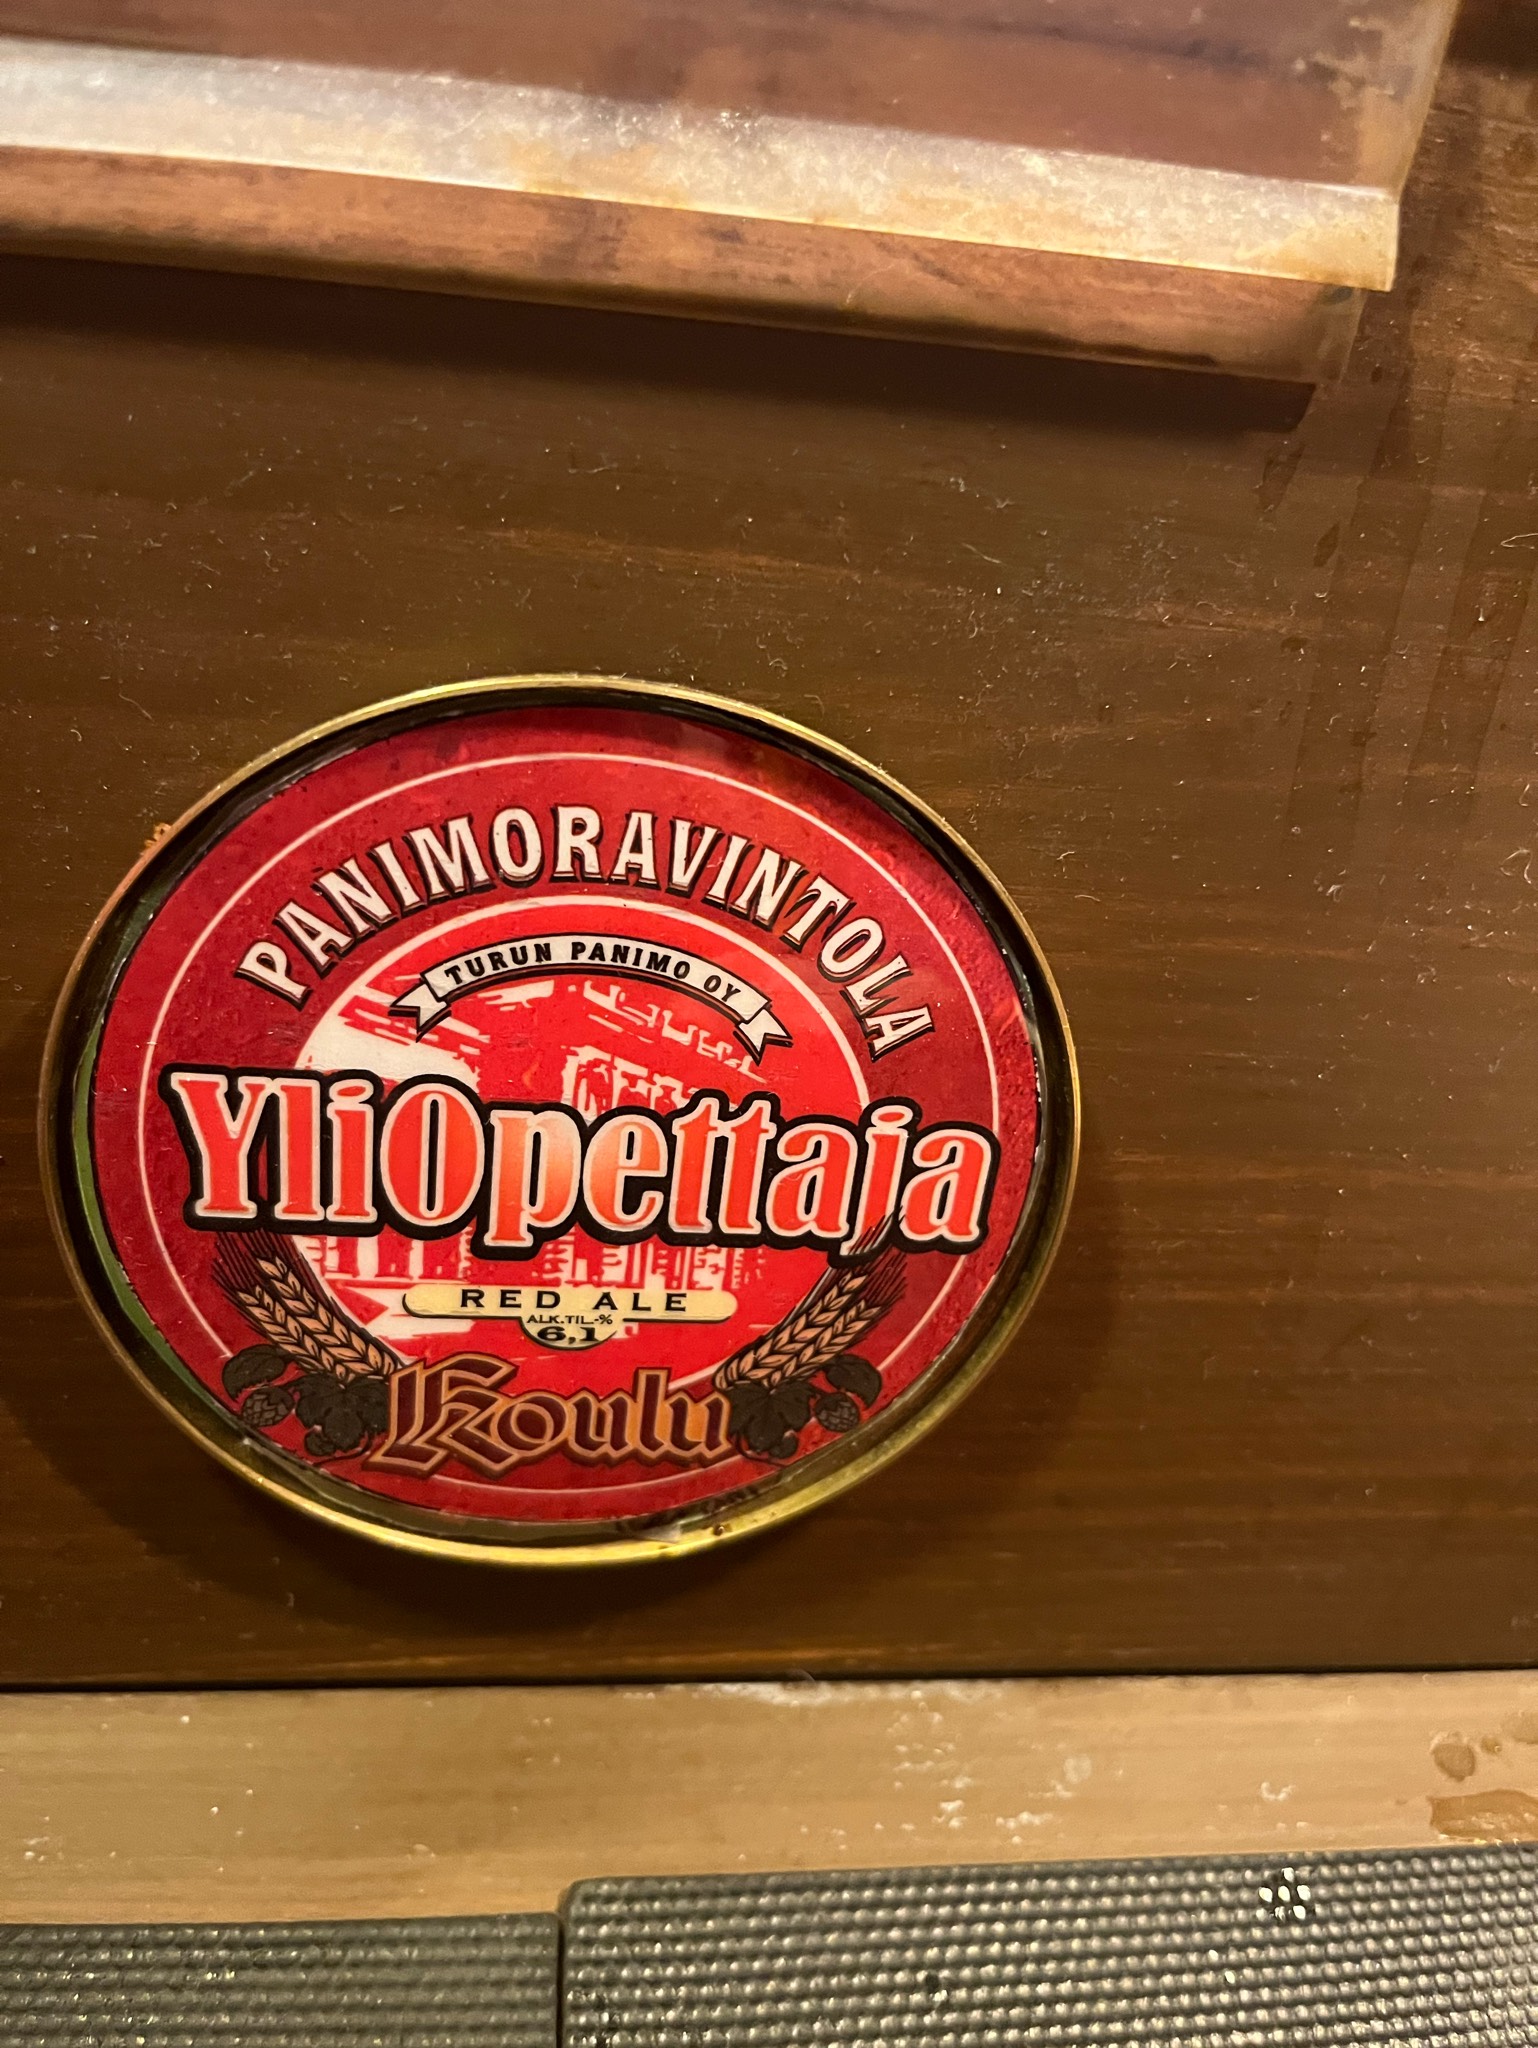 PANIMORAVINTOLA
TURUN PANIMO OY
YliOpettaja
RED ALE
ALK.TIL.-%
6,1
Koulu